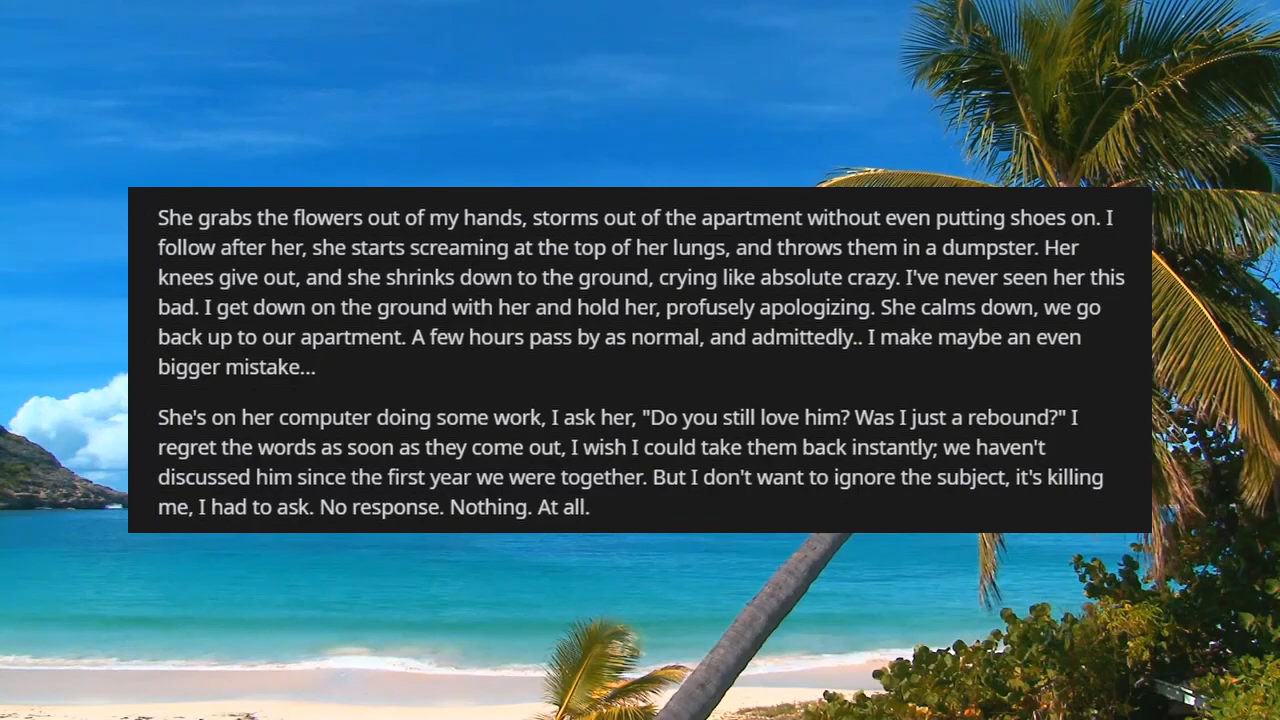 She grabs the flowers out of my hands, storms out of the apartment without even putting shoes on. I
follow after her, she starts screaming at the top of her lungs, and throws them in a dumpster. Her
knees give out, and she shrinks down to the ground, crying like absolute crazy. I've never seen her this
bad. I get down on the ground with her and hold her, profusely apologizing. She calms down, we go
back up to our apartment. A few hours pass by as normal, and admittedly.. I make maybe an even
bigger mistake...
She's on her computer doing some work, I ask her, "Do you still love him? Was I just a rebound?" I
regret the words as soon as they come out, I wish I could take them back instantly; we haven't
discussed him since the first year we were together. But I don't want to ignore the subject, it's killing
me, I had to ask. No response. Nothing. At all.